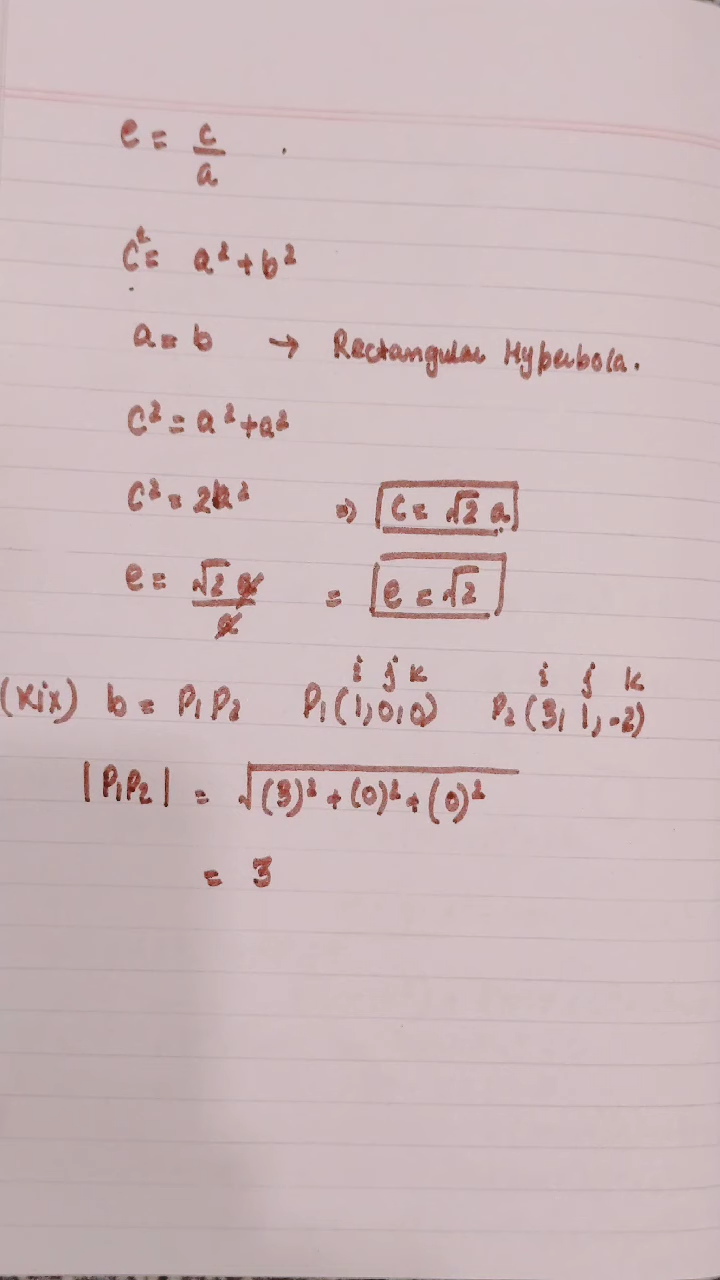 e = c/a .
c² = a² + b²
a = b → Rectangular Hyperbola.
c² = a² + a²
c² = 2a² ⇒ c = √2 a
e = √2 a/a = e = √2
i j k i j k
(xix) b = P₁P₂ P₁(1,0,0) P₂(3, 1, -2)
|P₁P₂| = √(3)² + (0)² + (0)²
= 3